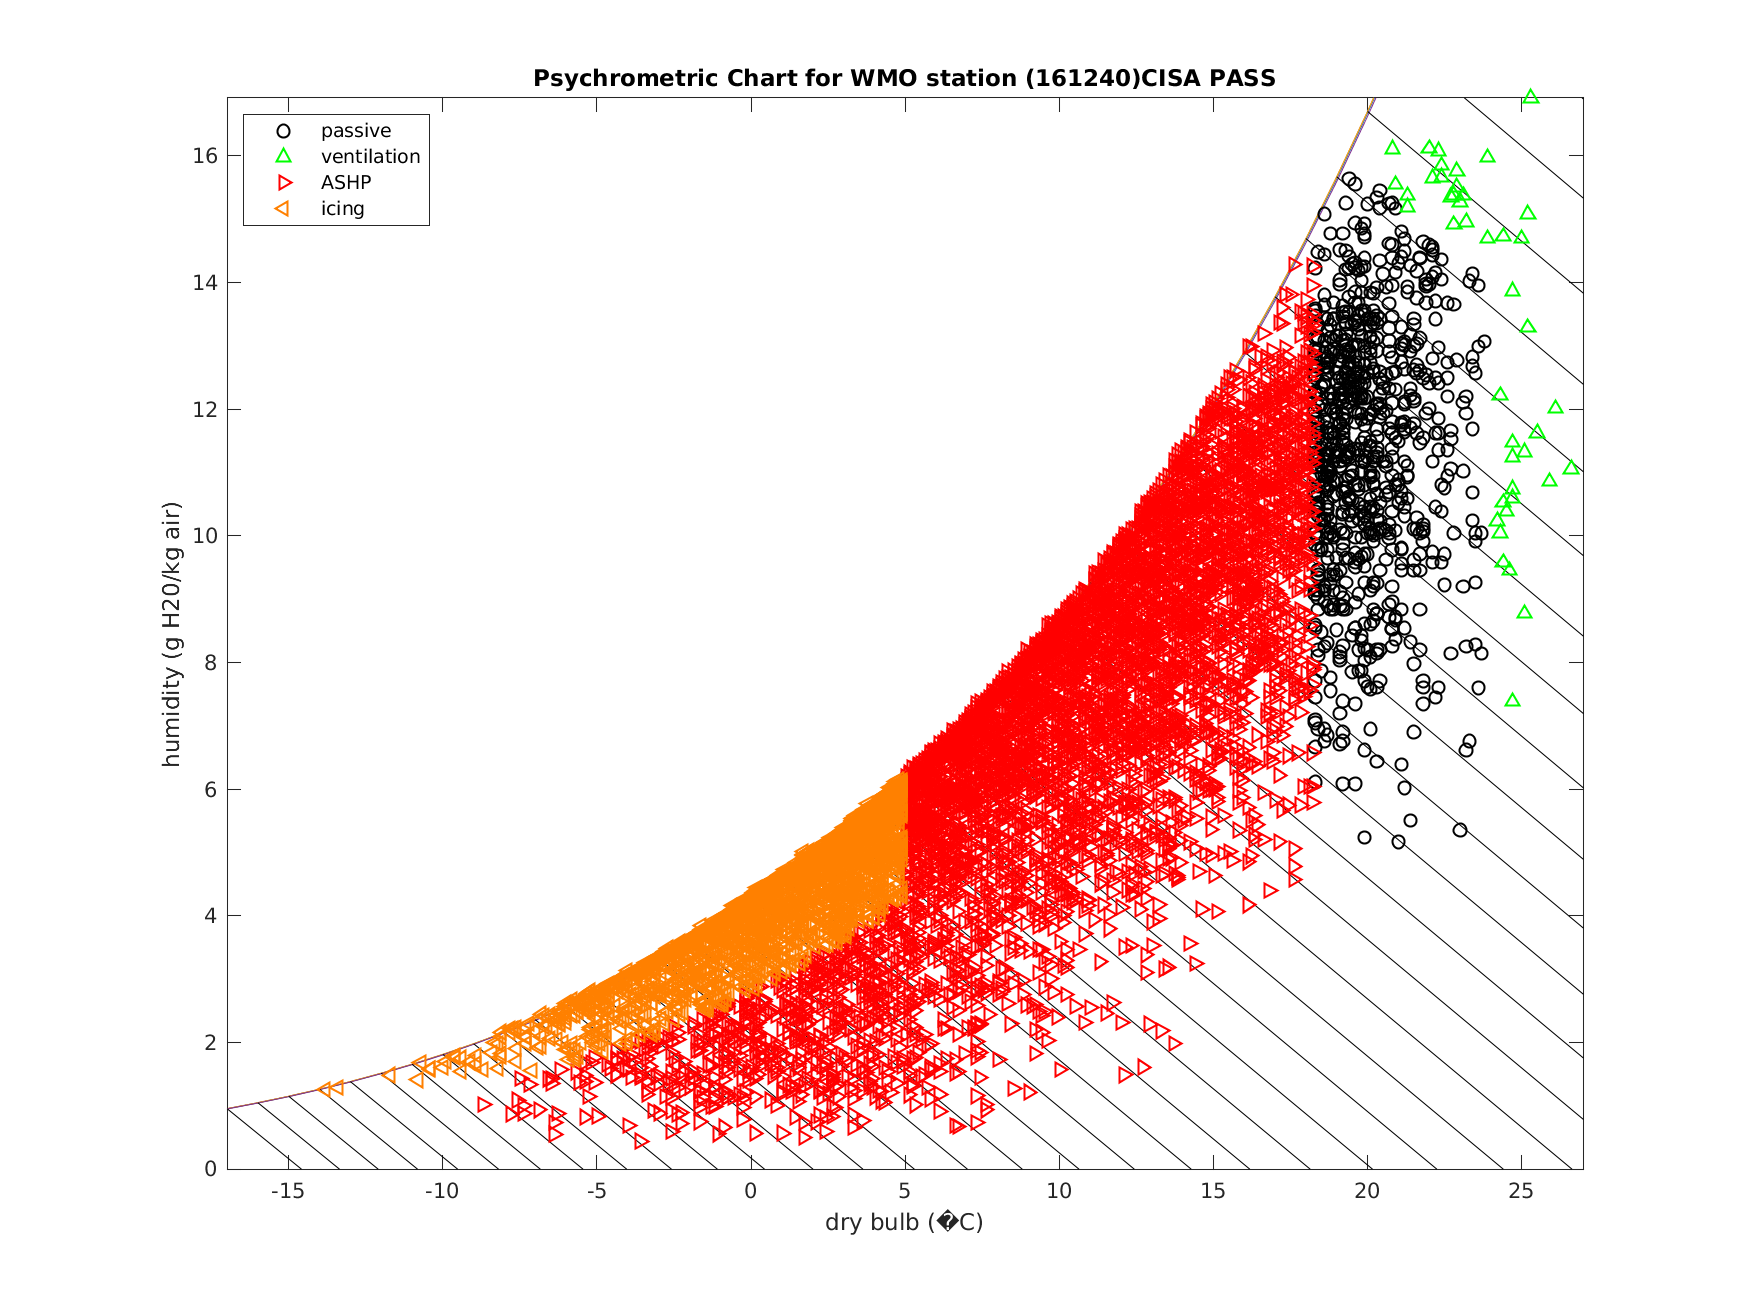 Psychrometric Chart for WMO station (161240)CISA PASS
passive
ventilation
ASHP
icing
16
14
12
10
8
6
4
2
0
humidity (g H20/kg air)
-15 -10 -5 0 5 10 15 20 25
dry bulb (�C)